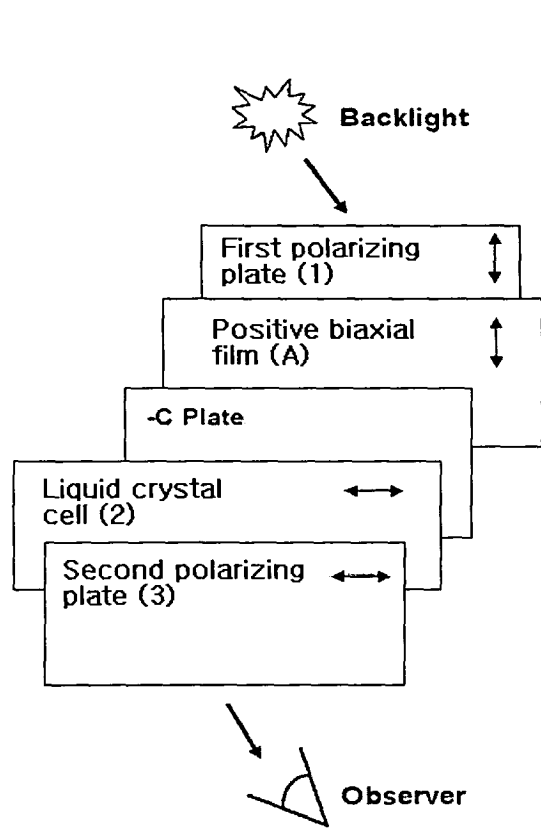 Backlight
First polarizing
plate (1)
Positive biaxial
film (A)
-C Plate
Liquid crystal
cell (2)
Second polarizing
plate (3)
Observer